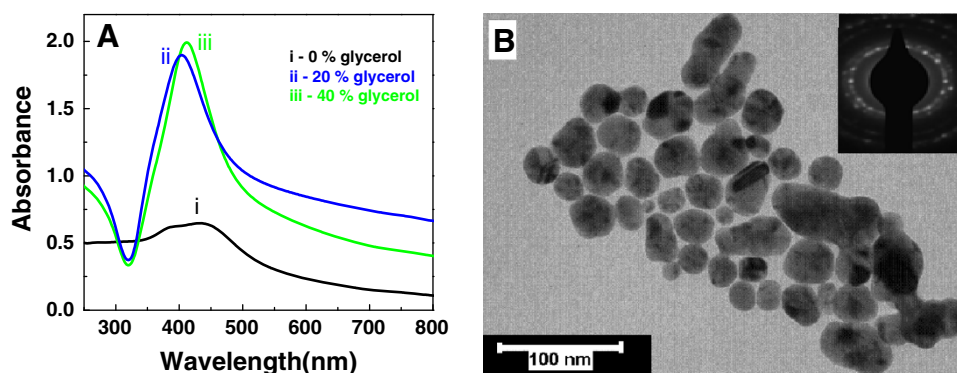 A
ii
iii
i - 0 % glycerol
ii - 20 % glycerol
iii - 40 % glycerol
i
2.0
1.5
1.0
0.5
0.0
Absorbance
300 400 500 600 700 800
Wavelength(nm)
B
100 nm